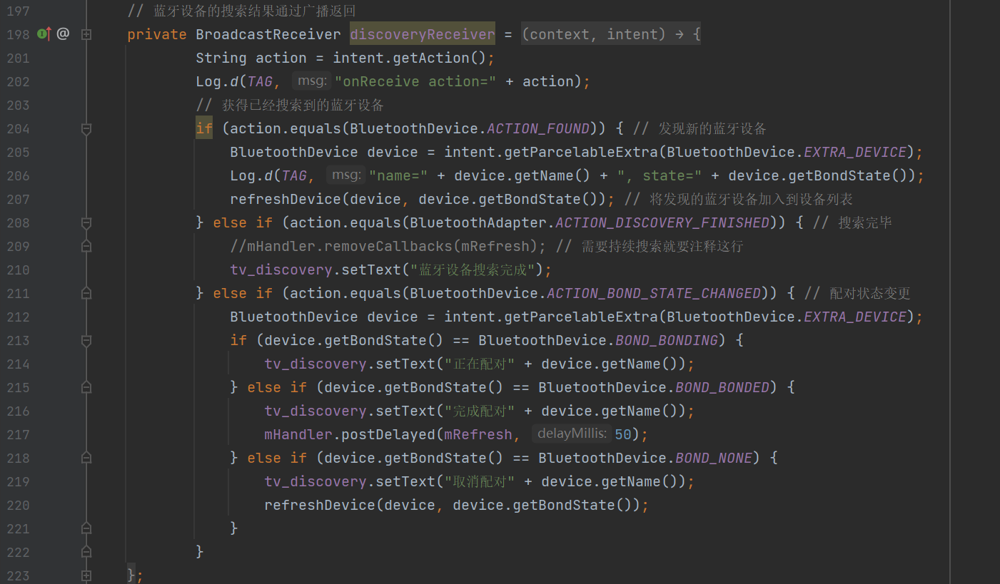 197 // 蓝牙设备的搜索结果通过广播返回
198 @ private BroadcastReceiver discoveryReceiver = (context, intent) → {
201 String action = intent.getAction();
202 Log.d(TAG, msg: "onReceive action=" + action);
203 // 获得已经搜索到的蓝牙设备
204 if (action.equals(BluetoothDevice.ACTION_FOUND)) { // 发现新的蓝牙设备
205 BluetoothDevice device = intent.getParcelableExtra(BluetoothDevice.EXTRA_DEVICE);
206 Log.d(TAG, msg: "name=" + device.getName() + ", state=" + device.getBondState());
207 refreshDevice(device, device.getBondState()); // 将发现的蓝牙设备加入到设备列表
208 } else if (action.equals(BluetoothAdapter.ACTION_DISCOVERY_FINISHED)) { // 搜索完毕
209 //mHandler.removeCallbacks(mRefresh); // 需要持续搜索就要注释这行
210 tv_discovery.setText("蓝牙设备搜索完成");
211 } else if (action.equals(BluetoothDevice.ACTION_BOND_STATE_CHANGED)) { // 配对状态变更
212 BluetoothDevice device = intent.getParcelableExtra(BluetoothDevice.EXTRA_DEVICE);
213 if (device.getBondState() == BluetoothDevice.BOND_BONDING) {
214 tv_discovery.setText("正在配对" + device.getName());
215 } else if (device.getBondState() == BluetoothDevice.BOND_BONDED) {
216 tv_discovery.setText("完成配对" + device.getName());
217 mHandler.postDelayed(mRefresh, delayMillis: 50);
218 } else if (device.getBondState() == BluetoothDevice.BOND_NONE) {
219 tv_discovery.setText("取消配对" + device.getName());
220 refreshDevice(device, device.getBondState());
221 }
222 }
223 };